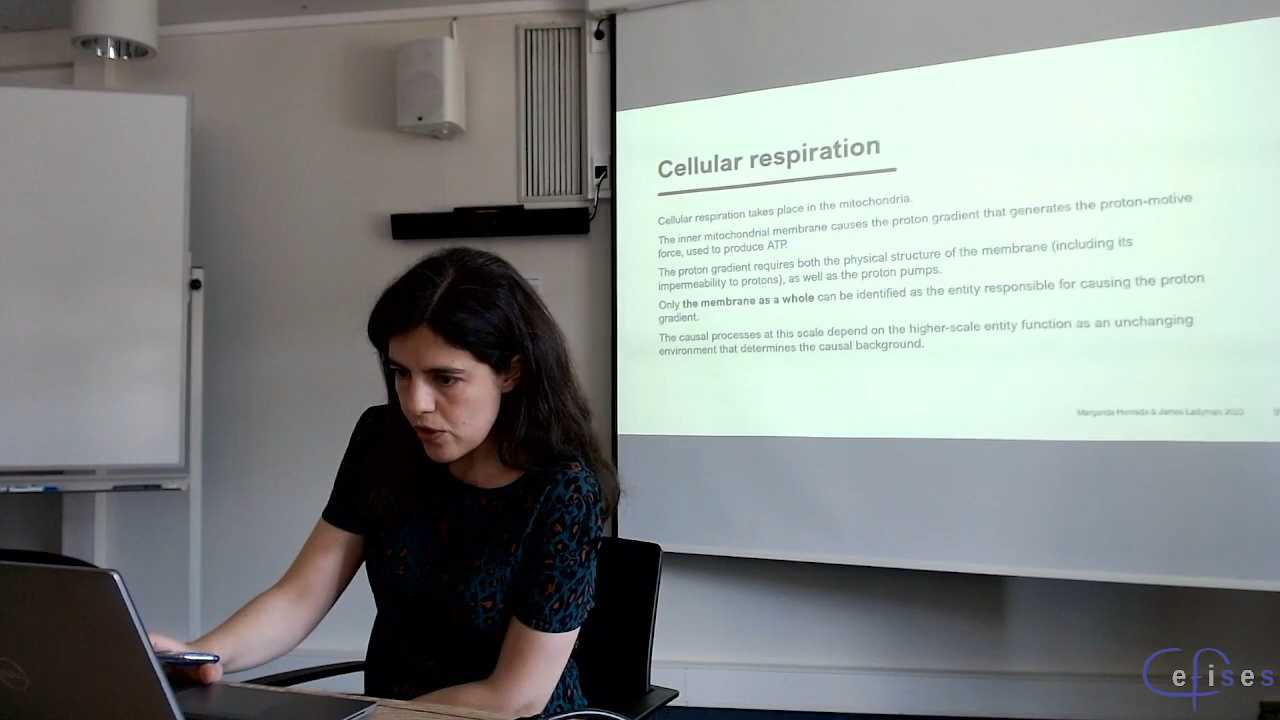 Cellular respiration
Cellular respiration takes place in the mitochondria.
The inner mitochondrial membrane causes the proton gradient that generates the proton-motive
force, used to produce ATP.
The proton gradient requires both the physical structure of the membrane (including its
impermeability to protons), as well as the proton pumps.
Only the membrane as a whole can be identified as the entity responsible for causing the proton
gradient.
The causal processes at this scale depend on the higher-scale entity function as an unchanging
environment that determines the causal background.
Margarida Hermida & James Ladyman 2023 9
Cefises